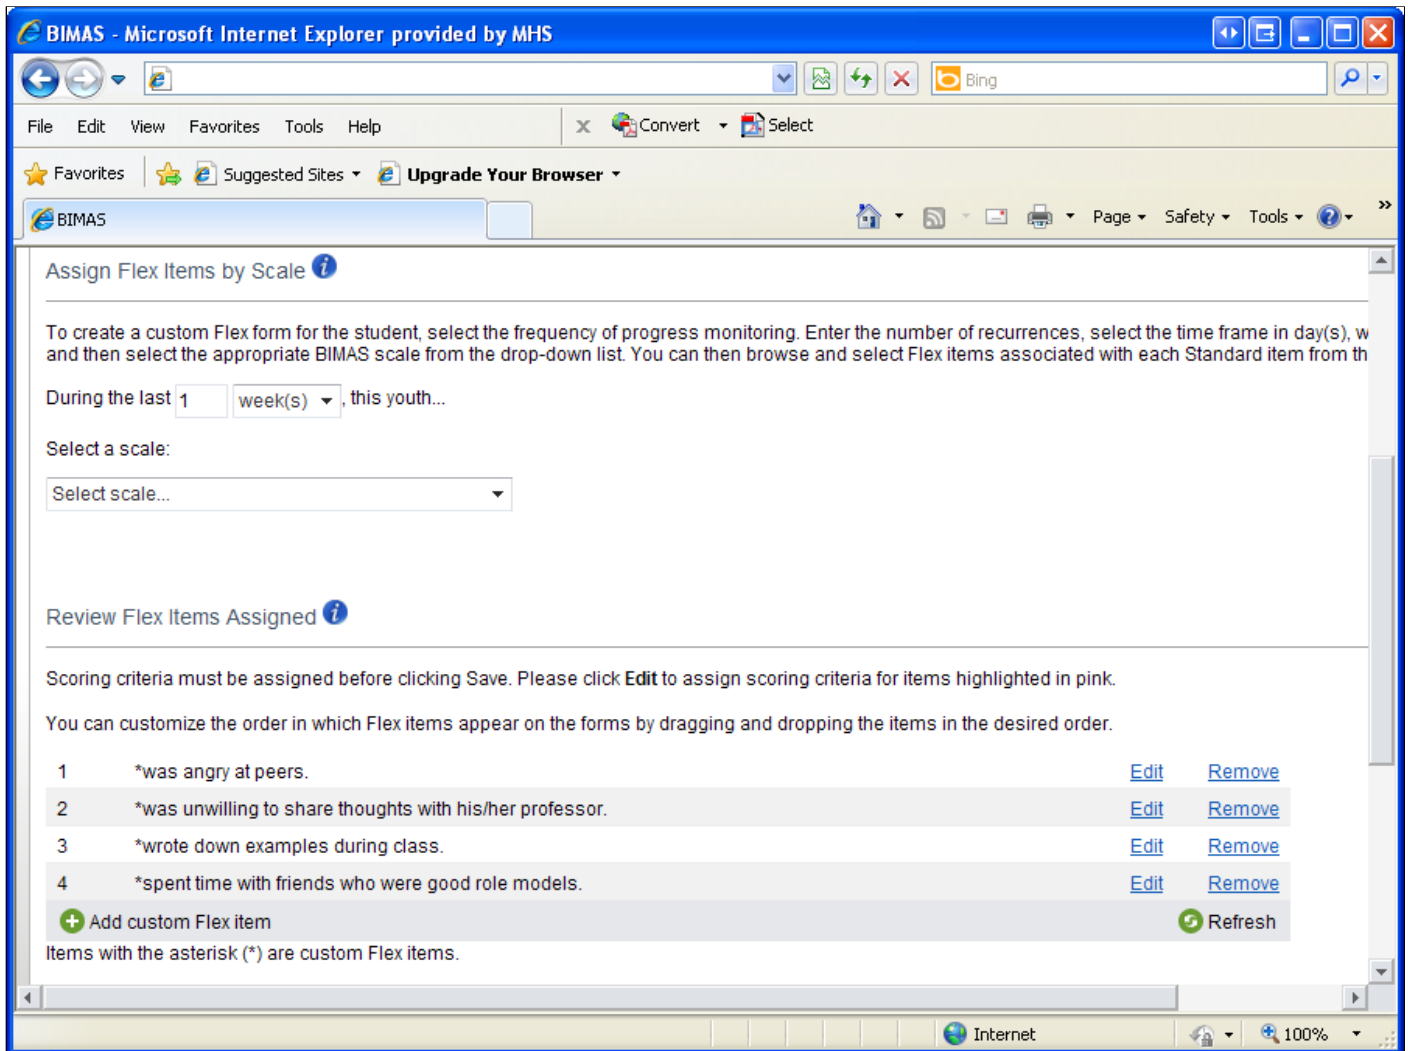 BIMAS - Microsoft Internet Explorer provided by MHS
Bing
File Edit View Favorites Tools Help x Convert Select
Favorites Suggested Sites Upgrade Your Browser
BIMAS Page Safety Tools »
Assign Flex Items by Scale
To create a custom Flex form for the student, select the frequency of progress monitoring. Enter the number of recurrences, select the time frame in day(s), w
and then select the appropriate BIMAS scale from the drop-down list. You can then browse and select Flex items associated with each Standard item from th
During the last 1 week(s) , this youth...
Select a scale:
Select scale...
Review Flex Items Assigned
Scoring criteria must be assigned before clicking Save. Please click Edit to assign scoring criteria for items highlighted in pink.
You can customize the order in which Flex items appear on the forms by dragging and dropping the items in the desired order.
1 *was angry at peers. Edit Remove
2 *was unwilling to share thoughts with his/her professor. Edit Remove
3 *wrote down examples during class. Edit Remove
4 *spent time with friends who were good role models. Edit Remove
Add custom Flex item Refresh
Items with the asterisk (*) are custom Flex items.
Internet 100%